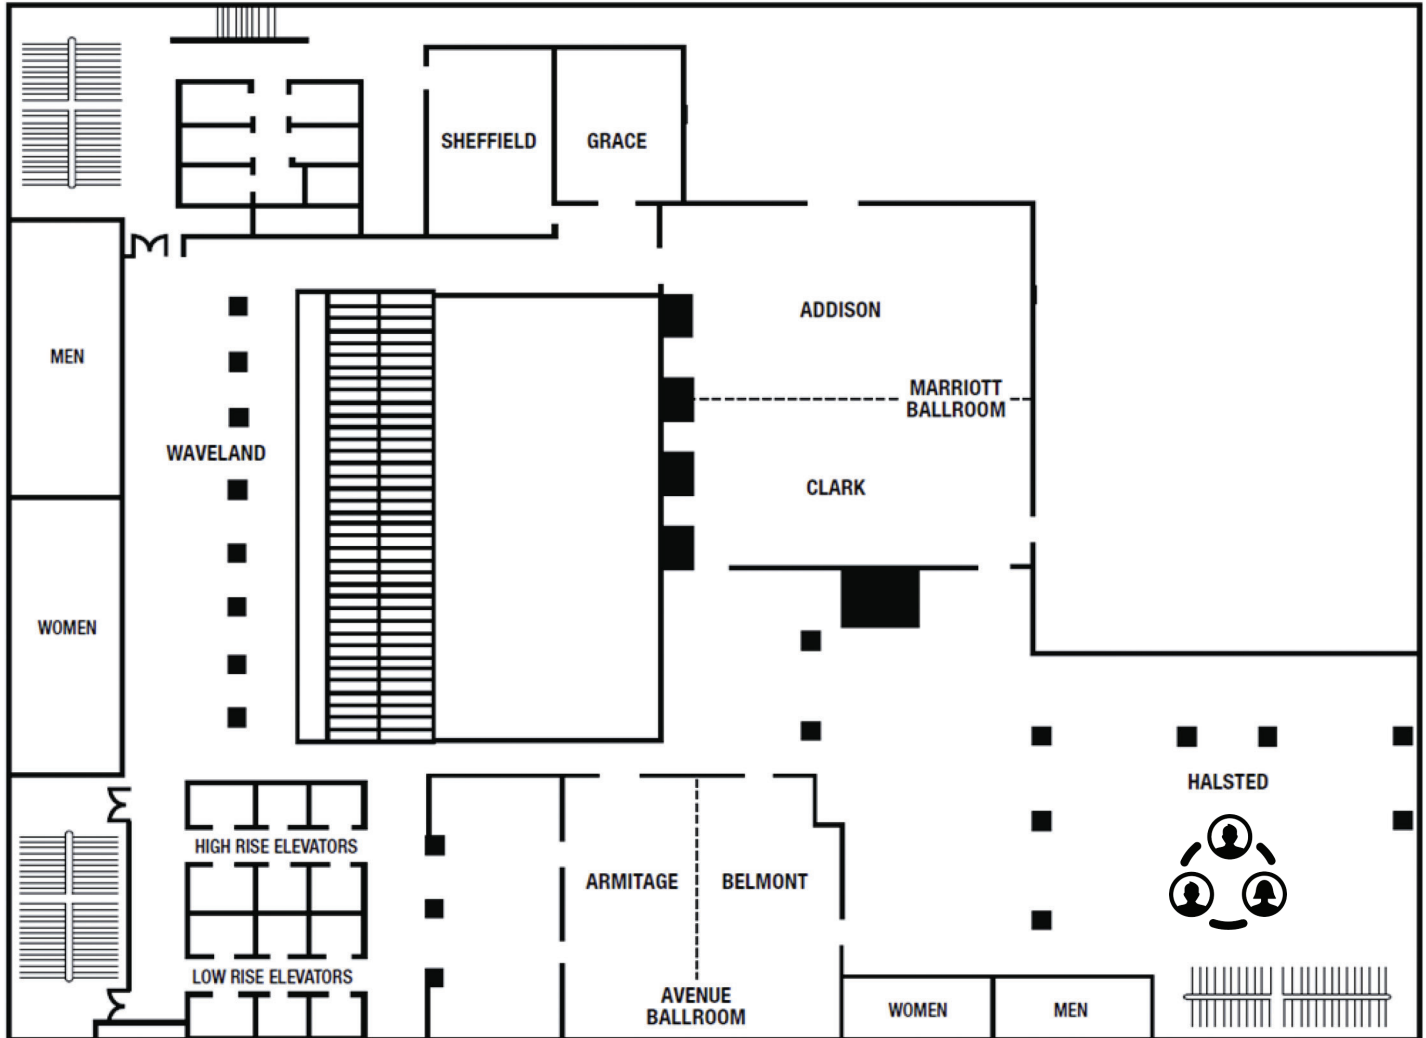 SHEFFIELD
GRACE
ADDISON
MEN
MARRIOTT
BALLROOM
WAVELAND
CLARK
WOMEN
HALSTED
HIGH RISE ELEVATORS
ARMITAGE
BELMONT
LOW RISE ELEVATORS
AVENUE
BALLROOM
WOMEN
MEN